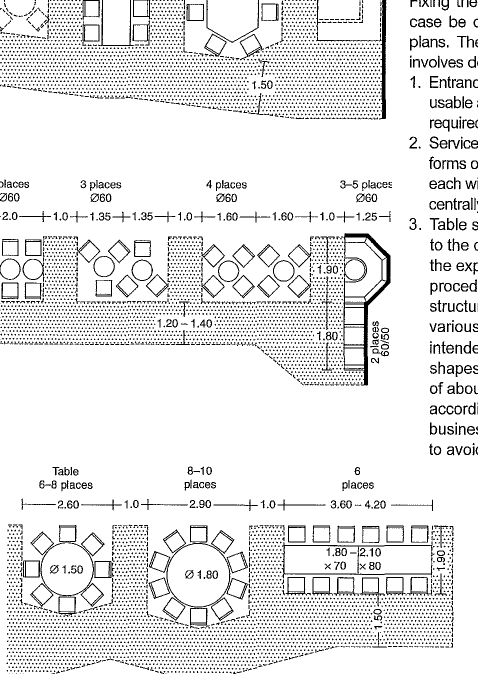 Fixing the
case be c
plans. The
involves de
1. Entranc
usable a
required
2. Service
forms o
each wi
centrally
3. Table s
to the c
the exp
proced
structur
various
intende
shapes
of abou
accordi
busines
to avoid
1.50
places
3 places
4 places
3–5 places
Ø60
Ø60
Ø60
Ø60
2.0
1.0
1.35
1.35
1.0
1.60
1.60
1.0
1.25
1.90
1.20 – 1.40
1.80
2 places
60/50
Table
6–8 places
8–10
places
6
places
2.60
1.0
2.90
1.0
3.60 – 4.20
Ø 1.50
Ø 1.80
1.80 – 2.10
× 70
× 80
1.90
1.50